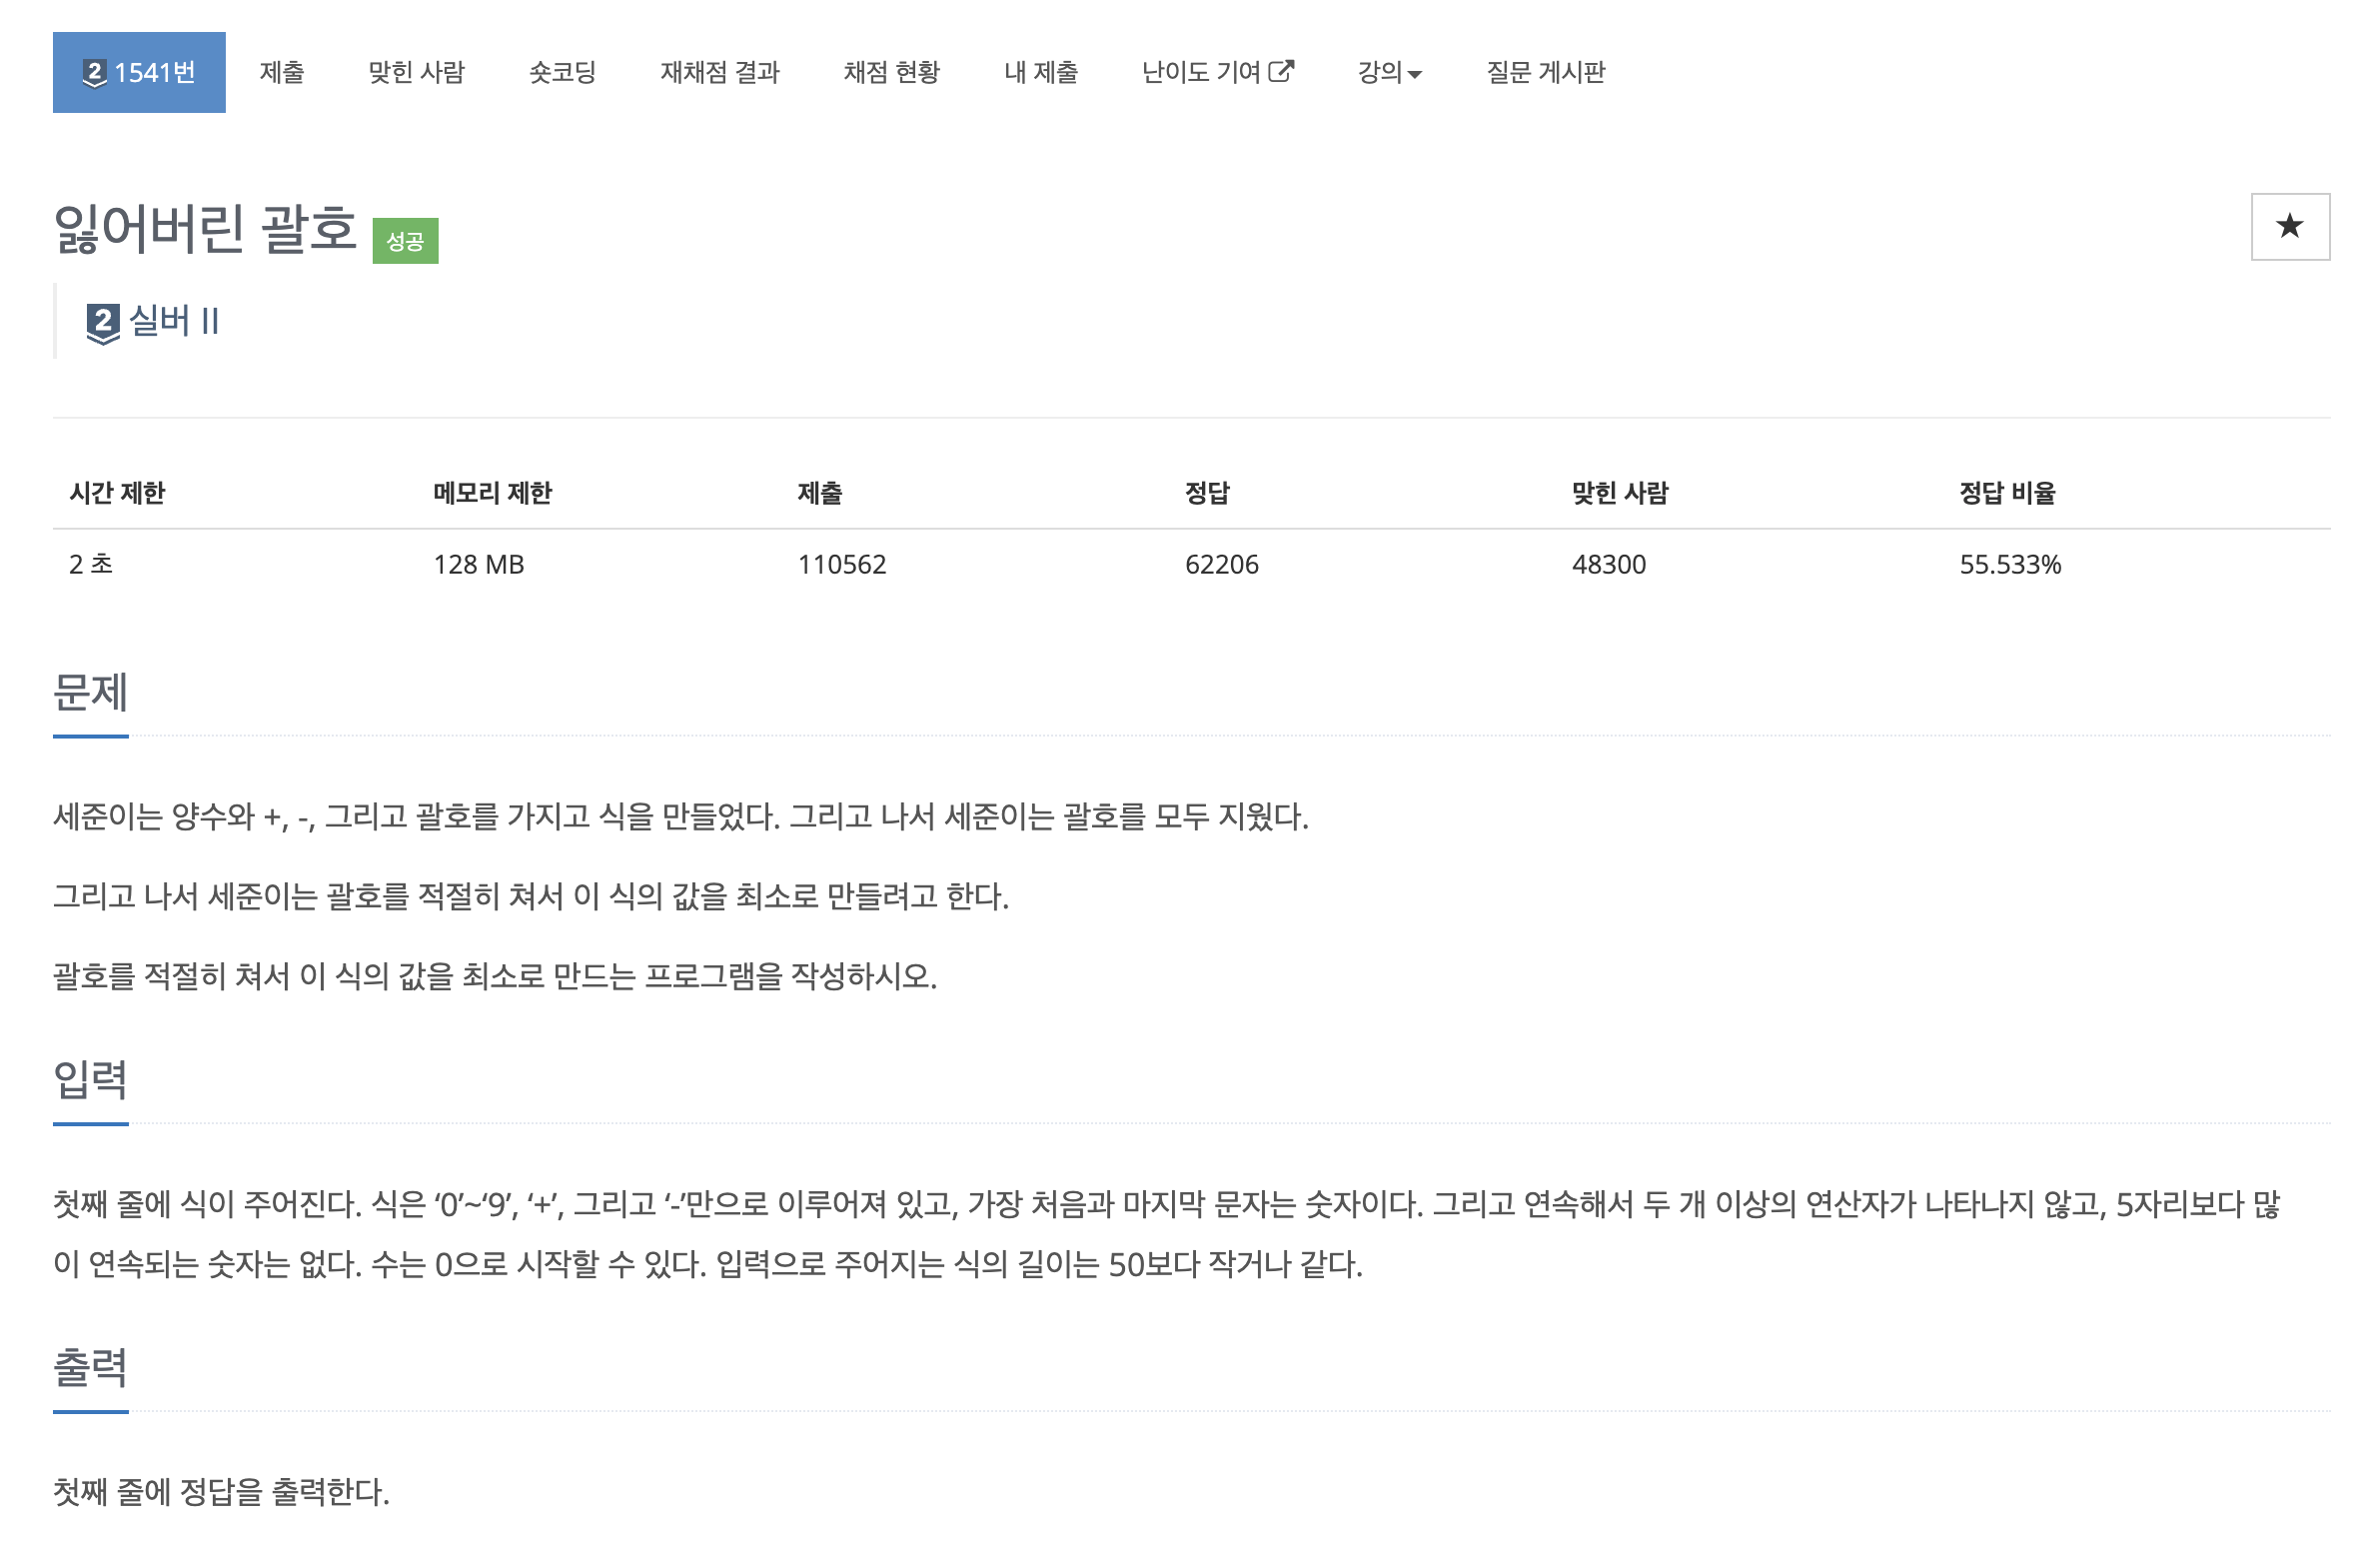 2 1541번 제출 맞힌 사람 숏코딩 재채점 결과 채점 현황 내 제출 난이도 기여 강의 질문 게시판
잃어버린 괄호 성공
★
2 실버 II
시간 제한 메모리 제한 제출 정답 맞힌 사람 정답 비율
2 초 128 MB 110562 62206 48300 55.533%
문제
세준이는 양수와 +, -, 그리고 괄호를 가지고 식을 만들었다. 그리고 나서 세준이는 괄호를 모두 지웠다.
그리고 나서 세준이는 괄호를 적절히 쳐서 이 식의 값을 최소로 만들려고 한다.
괄호를 적절히 쳐서 이 식의 값을 최소로 만드는 프로그램을 작성하시오.
입력
첫째 줄에 식이 주어진다. 식은 ‘0’~‘9’, ‘+’, 그리고 ‘-’만으로 이루어져 있고, 가장 처음과 마지막 문자는 숫자이다. 그리고 연속해서 두 개 이상의 연산자가 나타나지 않고, 5자리보다 많
이 연속되는 숫자는 없다. 수는 0으로 시작할 수 있다. 입력으로 주어지는 식의 길이는 50보다 작거나 같다.
출력
첫째 줄에 정답을 출력한다.